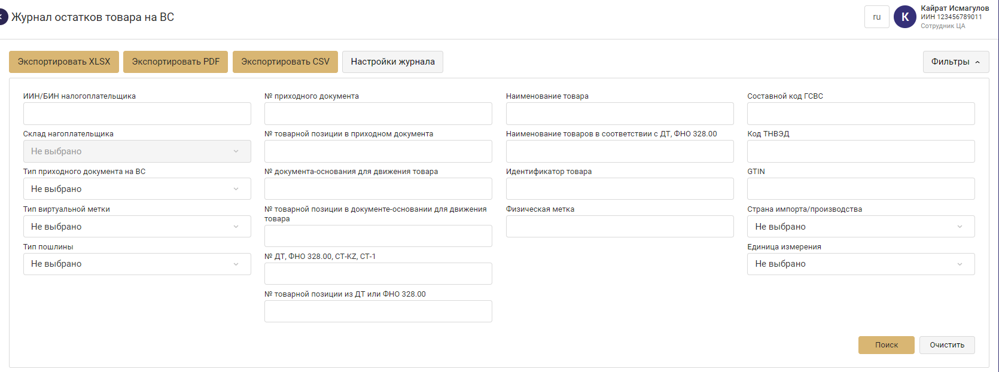 Журнал остатков товара на ВС
ru
К
Кайрат Исмагулов
ИИН 123456789011
Сотрудник ЦА
Экспортировать XLSX
Экспортировать PDF
Экспортировать CSV
Настройки журнала
Фильтры
ИИН/БИН налогоплательщика
Склад нагоплательщика
Не выбрано
Тип приходного документа на ВС
Не выбрано
Тип виртуальной метки
Не выбрано
Тип пошлины
Не выбрано
№ приходного документа
№ товарной позиции в приходном документа
№ документа-основания для движения товара
№ товарной позиции в документе-основании для движения
товара
№ ДТ, ФНО 328.00, CT-KZ, СТ-1
№ товарной позиции из ДТ или ФНО 328.00
Наименование товара
Наименование товаров в соответствии с ДТ, ФНО 328.00
Идентификатор товара
Физическая метка
Составной код ГСВС
Код ТНВЭД
GTIN
Страна импорта/производства
Не выбрано
Единица измерения
Не выбрано
Поиск
Очистить